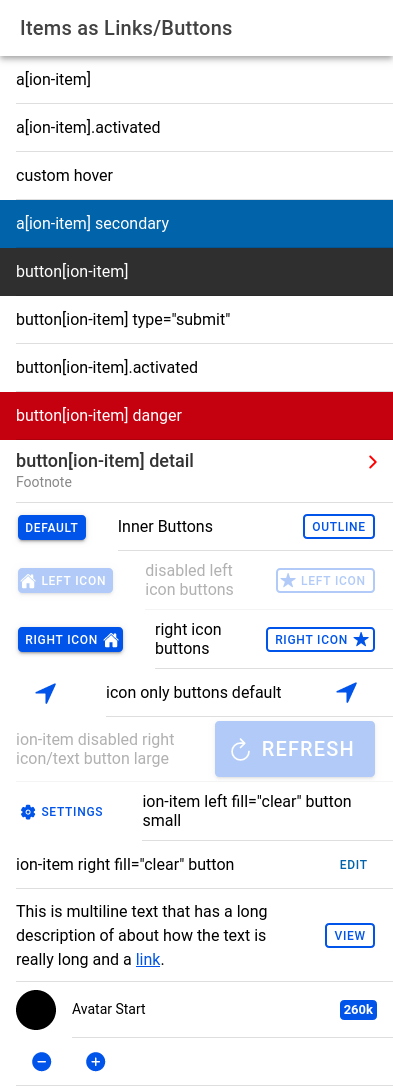 Items as Links/Buttons
a[ion-item]
a[ion-item].activated
custom hover
a[ion-item] secondary
button[ion-item]
button[ion-item] type="submit"
button[ion-item].activated
button[ion-item] danger
button[ion-item] detail
Footnote
DEFAULT Inner Buttons OUTLINE
LEFT ICON disabled left
icon buttons LEFT ICON
RIGHT ICON right icon
buttons RIGHT ICON
icon only buttons default
ion-item disabled right
icon/text button large REFRESH
SETTINGS ion-item left fill="clear" button
small
ion-item right fill="clear" button EDIT
This is multiline text that has a long
description of about how the text is
really long and a link.
VIEW
Avatar Start 260k